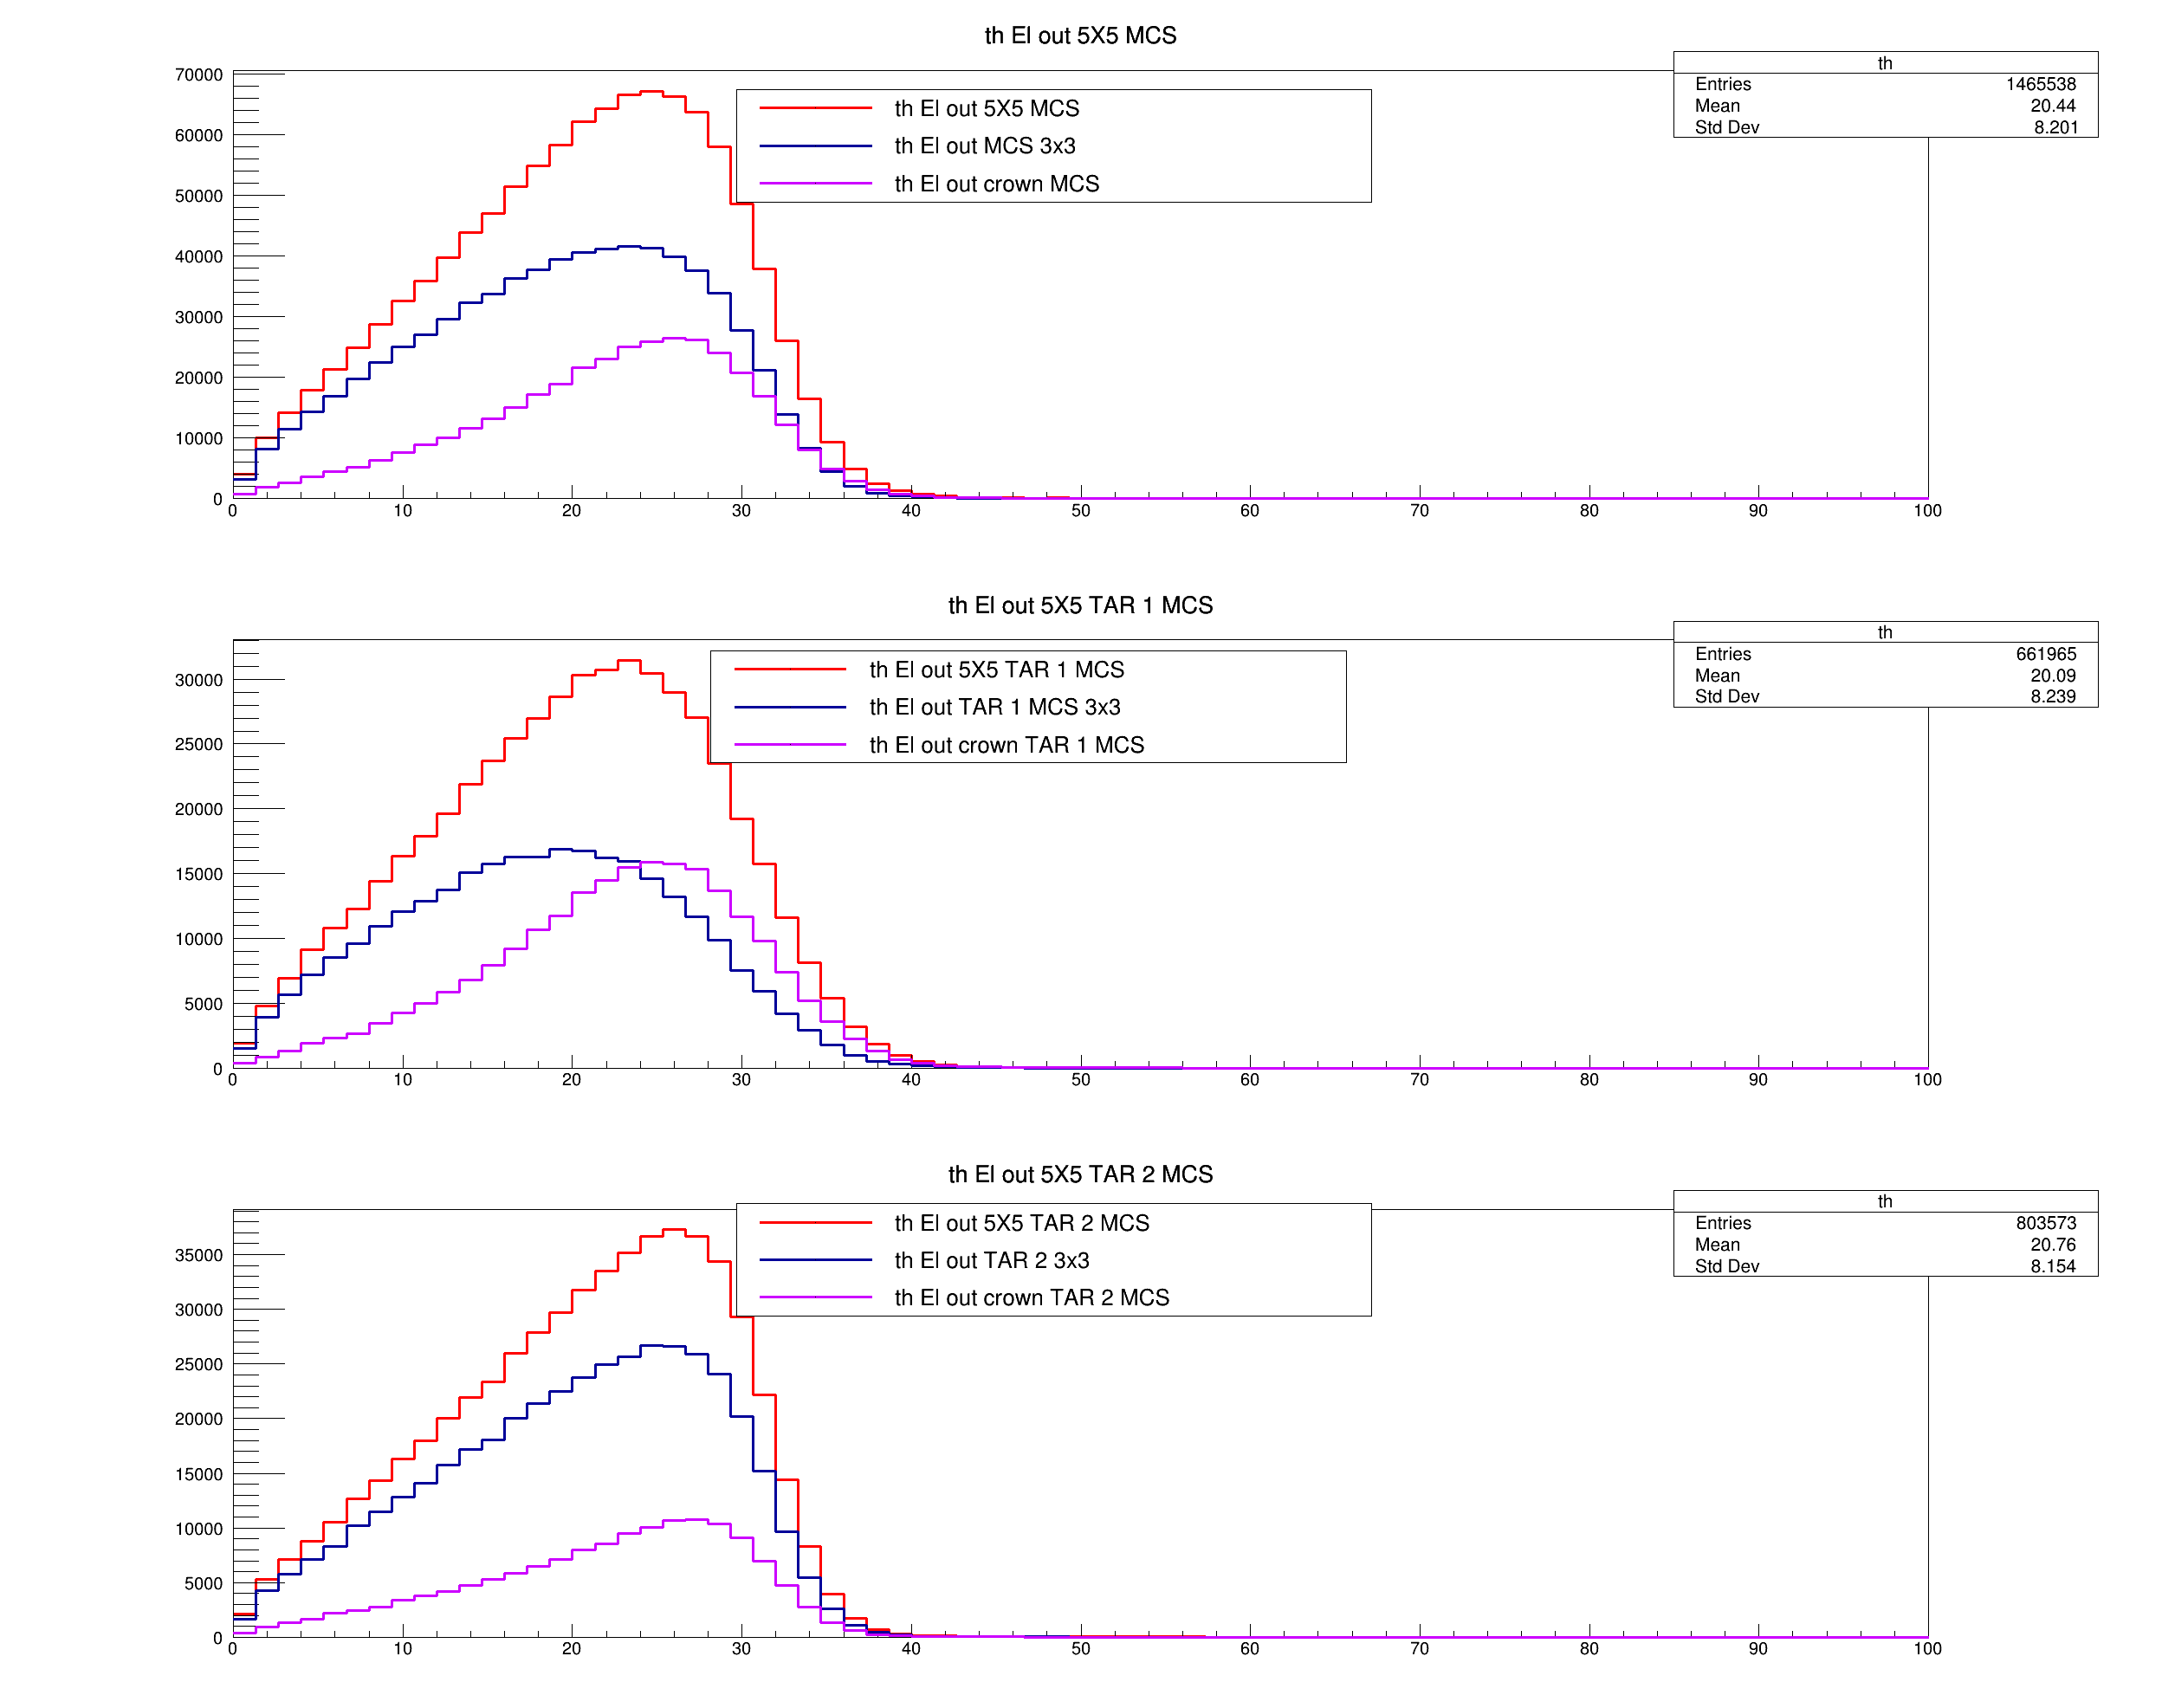 th El out 5X5 MCS
th
Entries 1465538
Mean 20.44
Std Dev 8.201
th El out 5X5 MCS
th El out MCS 3x3
th El out crown MCS
70000
60000
50000
40000
30000
20000
10000
0
0 10 20 30 40 50 60 70 80 90 100
th El out 5X5 TAR 1 MCS
th
Entries 661965
Mean 20.09
Std Dev 8.239
th El out 5X5 TAR 1 MCS
th El out TAR 1 MCS 3x3
th El out crown TAR 1 MCS
30000
25000
20000
15000
10000
5000
0
0 10 20 30 40 50 60 70 80 90 100
th El out 5X5 TAR 2 MCS
th
Entries 803573
Mean 20.76
Std Dev 8.154
th El out 5X5 TAR 2 MCS
th El out TAR 2 3x3
th El out crown TAR 2 MCS
35000
30000
25000
20000
15000
10000
5000
0
0 10 20 30 40 50 60 70 80 90 100